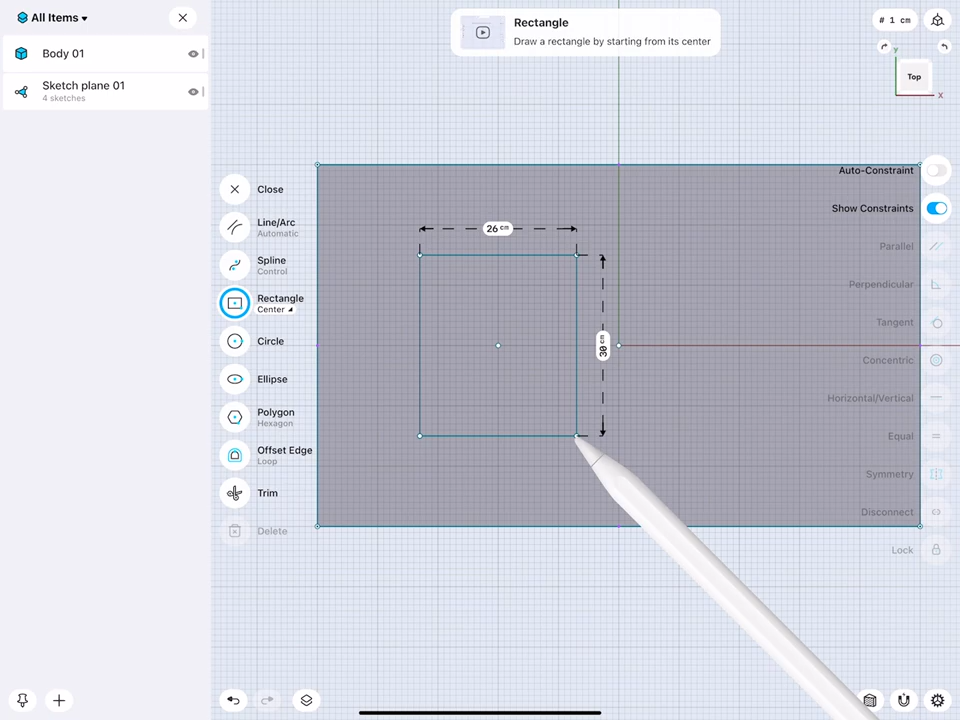 All Items
Body 01
Sketch plane 01
4 sketches
Rectangle
Draw a rectangle by starting from its center
# 1 cm
Y
Top
X
Close
Line/Arc
Automatic
Spline
Control
Rectangle
Center
Circle
Ellipse
Polygon
Hexagon
Offset Edge
Loop
Trim
Delete
26 cm
30 cm
Auto-Constraint
Show Constraints
Parallel
Perpendicular
Tangent
Concentric
Horizontal/Vertical
Equal
Symmetry
Disconnect
Lock